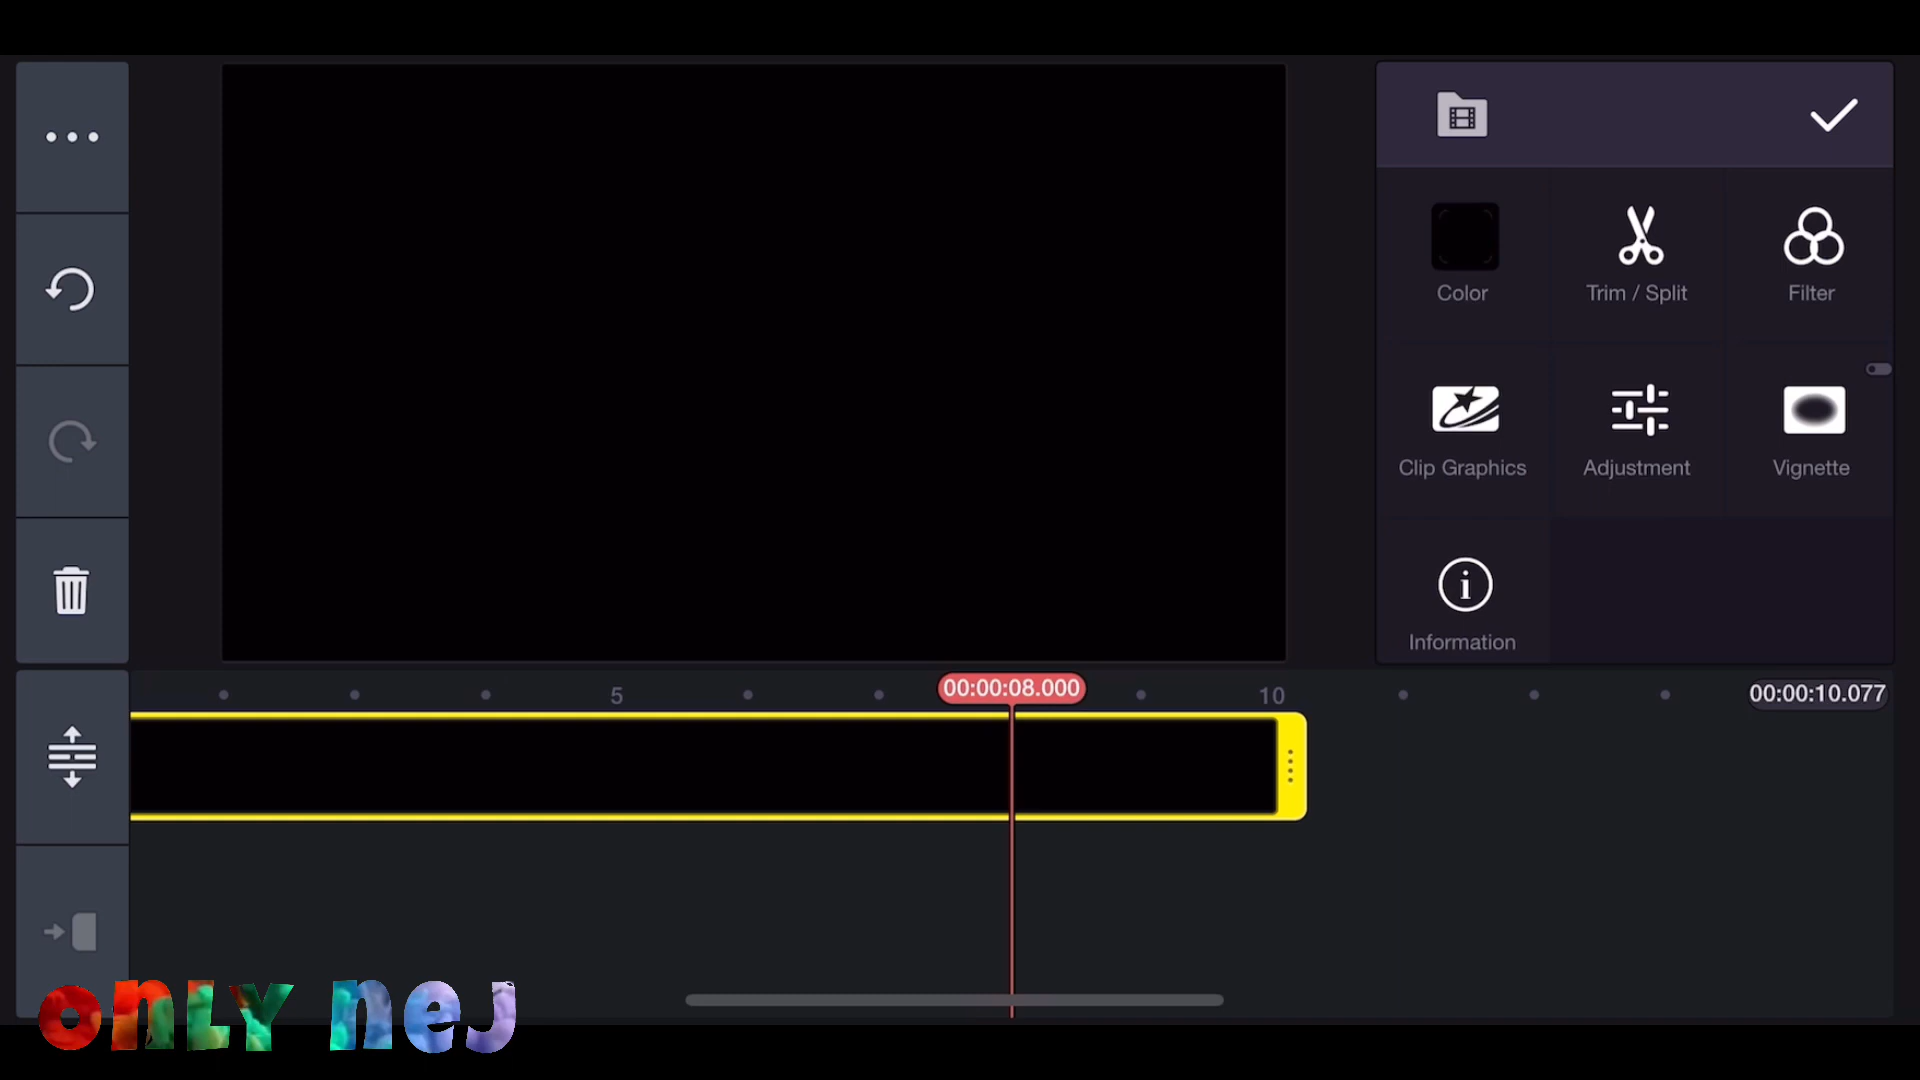 Color
Trim / Split
Filter
Clip Graphics
Adjustment
Vignette
Information
5
00:00:08.000
10
00:00:10.077
onLY nej